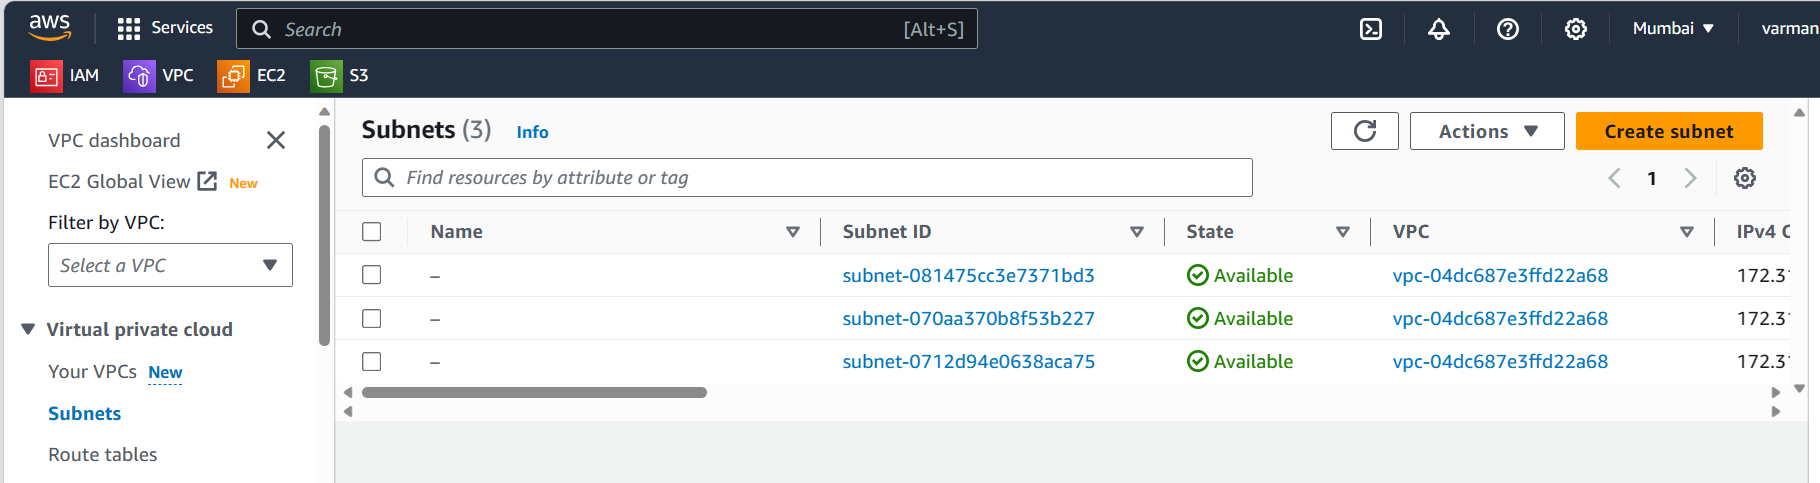 aws
Services
Search
[Alt+S]
Mumbai
varman
IAM
VPC
EC2
S3
VPC dashboard
EC2 Global View New
Filter by VPC:
Select a VPC
Virtual private cloud
Your VPCs New
Subnets
Route tables
Subnets (3) Info
Actions
Create subnet
Find resources by attribute or tag
1
Name Subnet ID State VPC IPv4 C
– subnet-081475cc3e7371bd3 Available vpc-04dc687e3ffd22a68 172.31
– subnet-070aa370b8f53b227 Available vpc-04dc687e3ffd22a68 172.31
– subnet-0712d94e0638aca75 Available vpc-04dc687e3ffd22a68 172.31